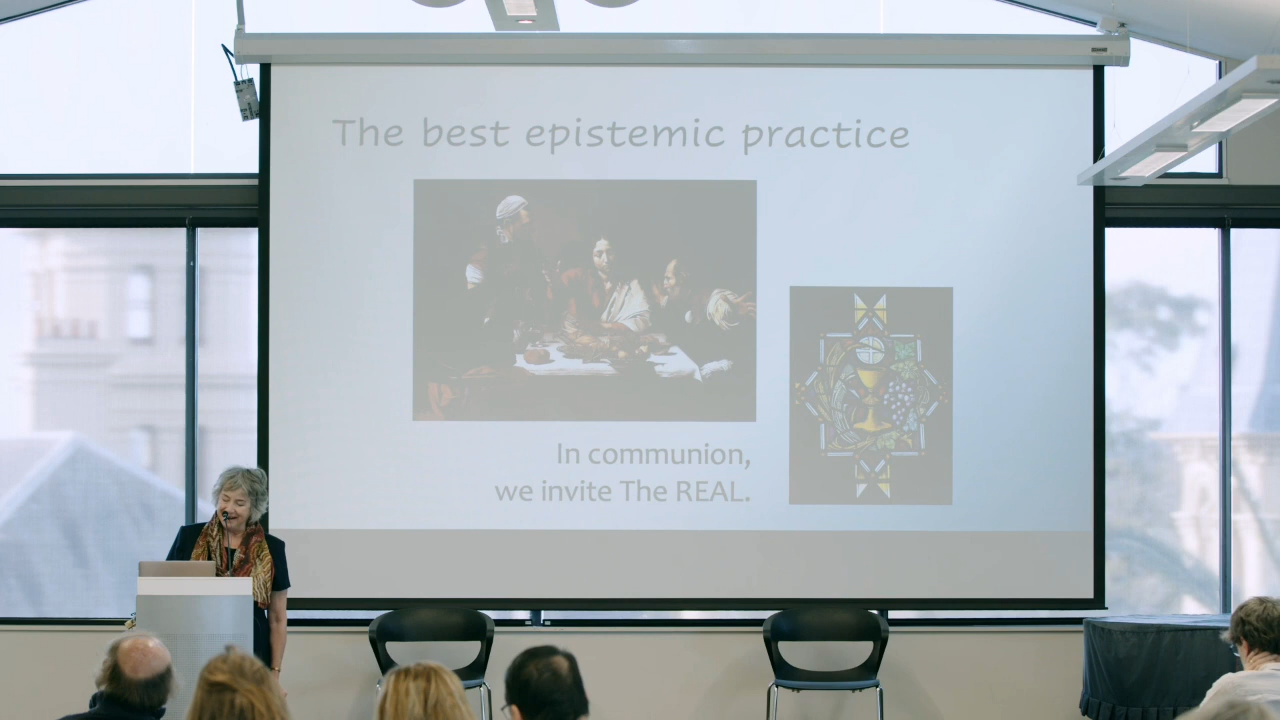 The best epistemic practice
In communion,
we invite The REAL.